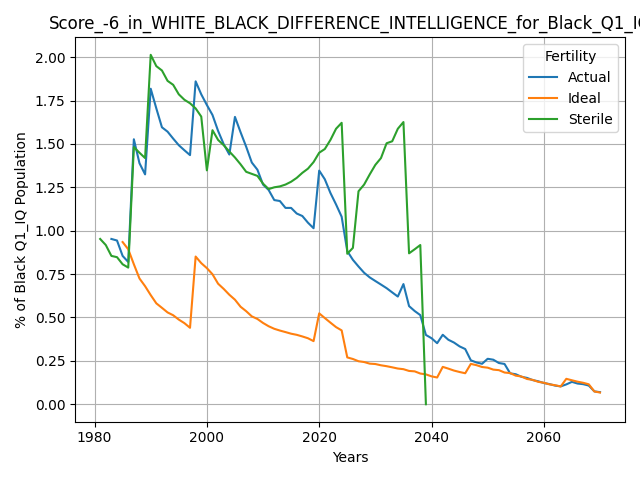 Score_-6_in_WHITE_BLACK_DIFFERENCE_INTELLIGENCE_for_Black_Q1_IQ
Fertility
Actual
Ideal
Sterile
% of Black Q1_IQ Population
2.00
1.75
1.50
1.25
1.00
0.75
0.50
0.25
0.00
1980
2000
2020
2040
2060
Years